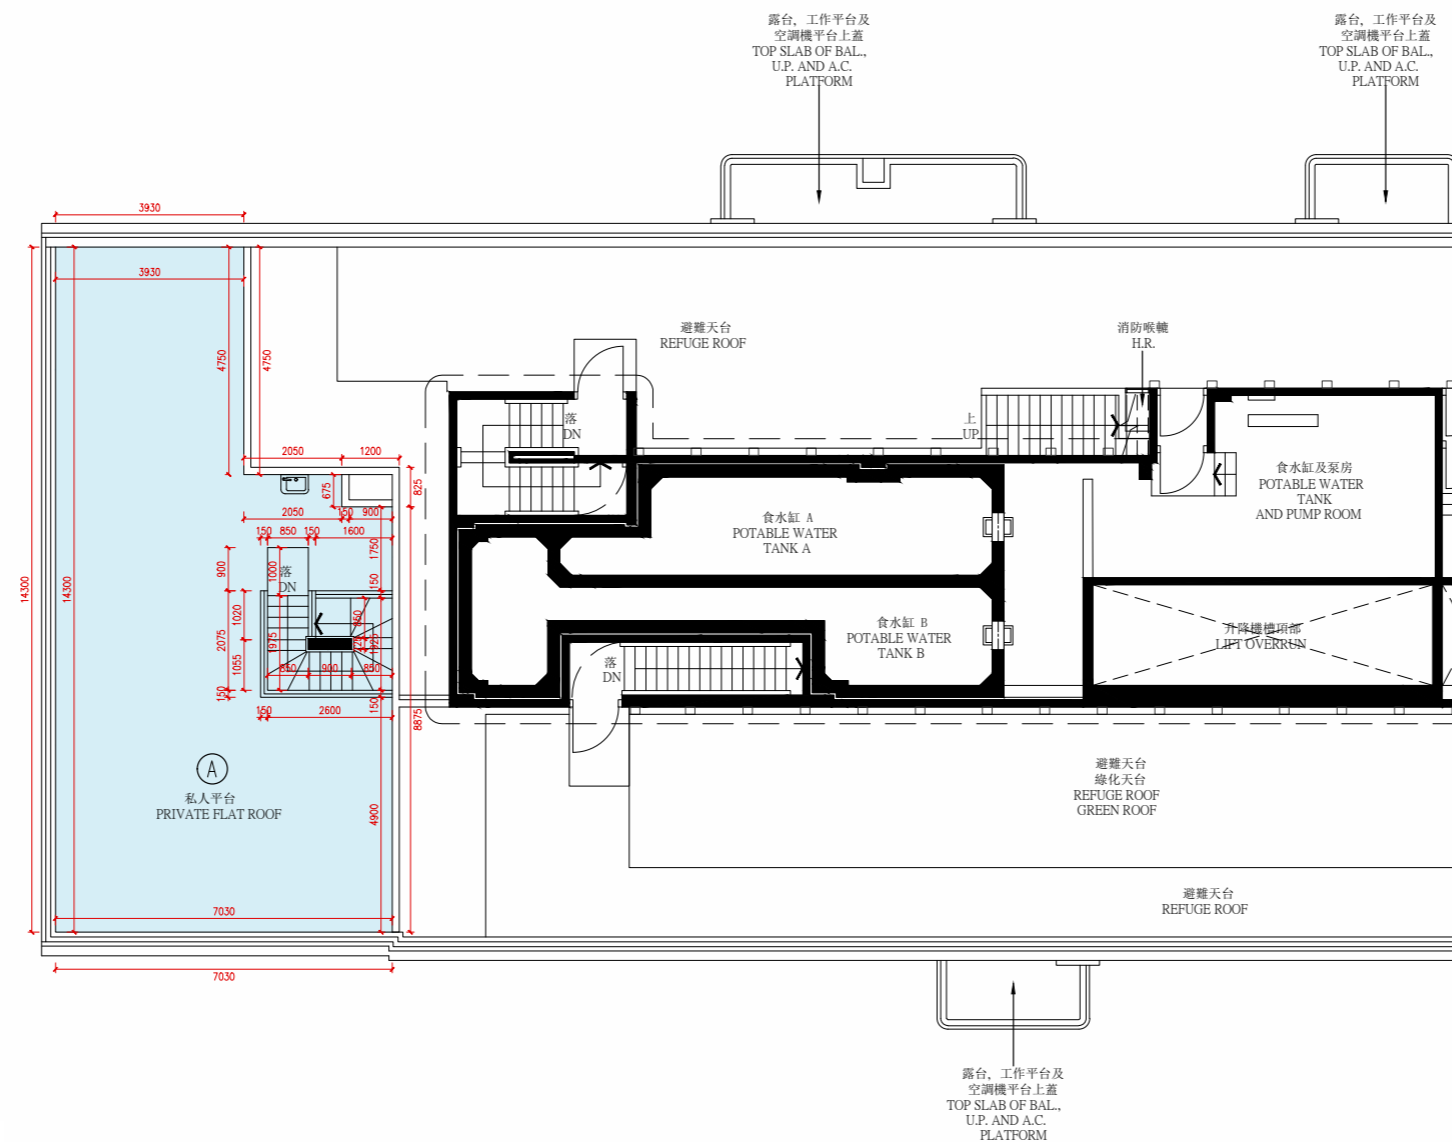 露台，工作平台及
空調機平台上蓋
TOP SLAB OF BAL.,
U.P. AND A.C.
PLATFORM
露台，工作平台及
空調機平台上蓋
TOP SLAB OF BAL.,
U.P. AND A.C.
PLATFORM
3930
3930
4750
4750
14300
14300
避難天台
REFUGE ROOF
消防喉轆
H.R.
落
DN
上
UP
2050
1200
675
825
2050
150
900
150
850
150
1600
900
1000
1750
150
落
DN
1020
2075
1975
850
225
1925
1055
850
900
850
150
150
150
2600
8875
4900
食水缸 A
POTABLE WATER
TANK A
食水缸及泵房
POTABLE WATER
TANK
AND PUMP ROOM
食水缸 B
POTABLE WATER
TANK B
升降機槽頂部
LIFT OVERRUN
落
DN
A
私人平台
PRIVATE FLAT ROOF
避難天台
綠化天台
REFUGE ROOF
GREEN ROOF
避難天台
REFUGE ROOF
7030
7030
露台，工作平台及
空調機平台上蓋
TOP SLAB OF BAL.,
U.P. AND A.C.
PLATFORM